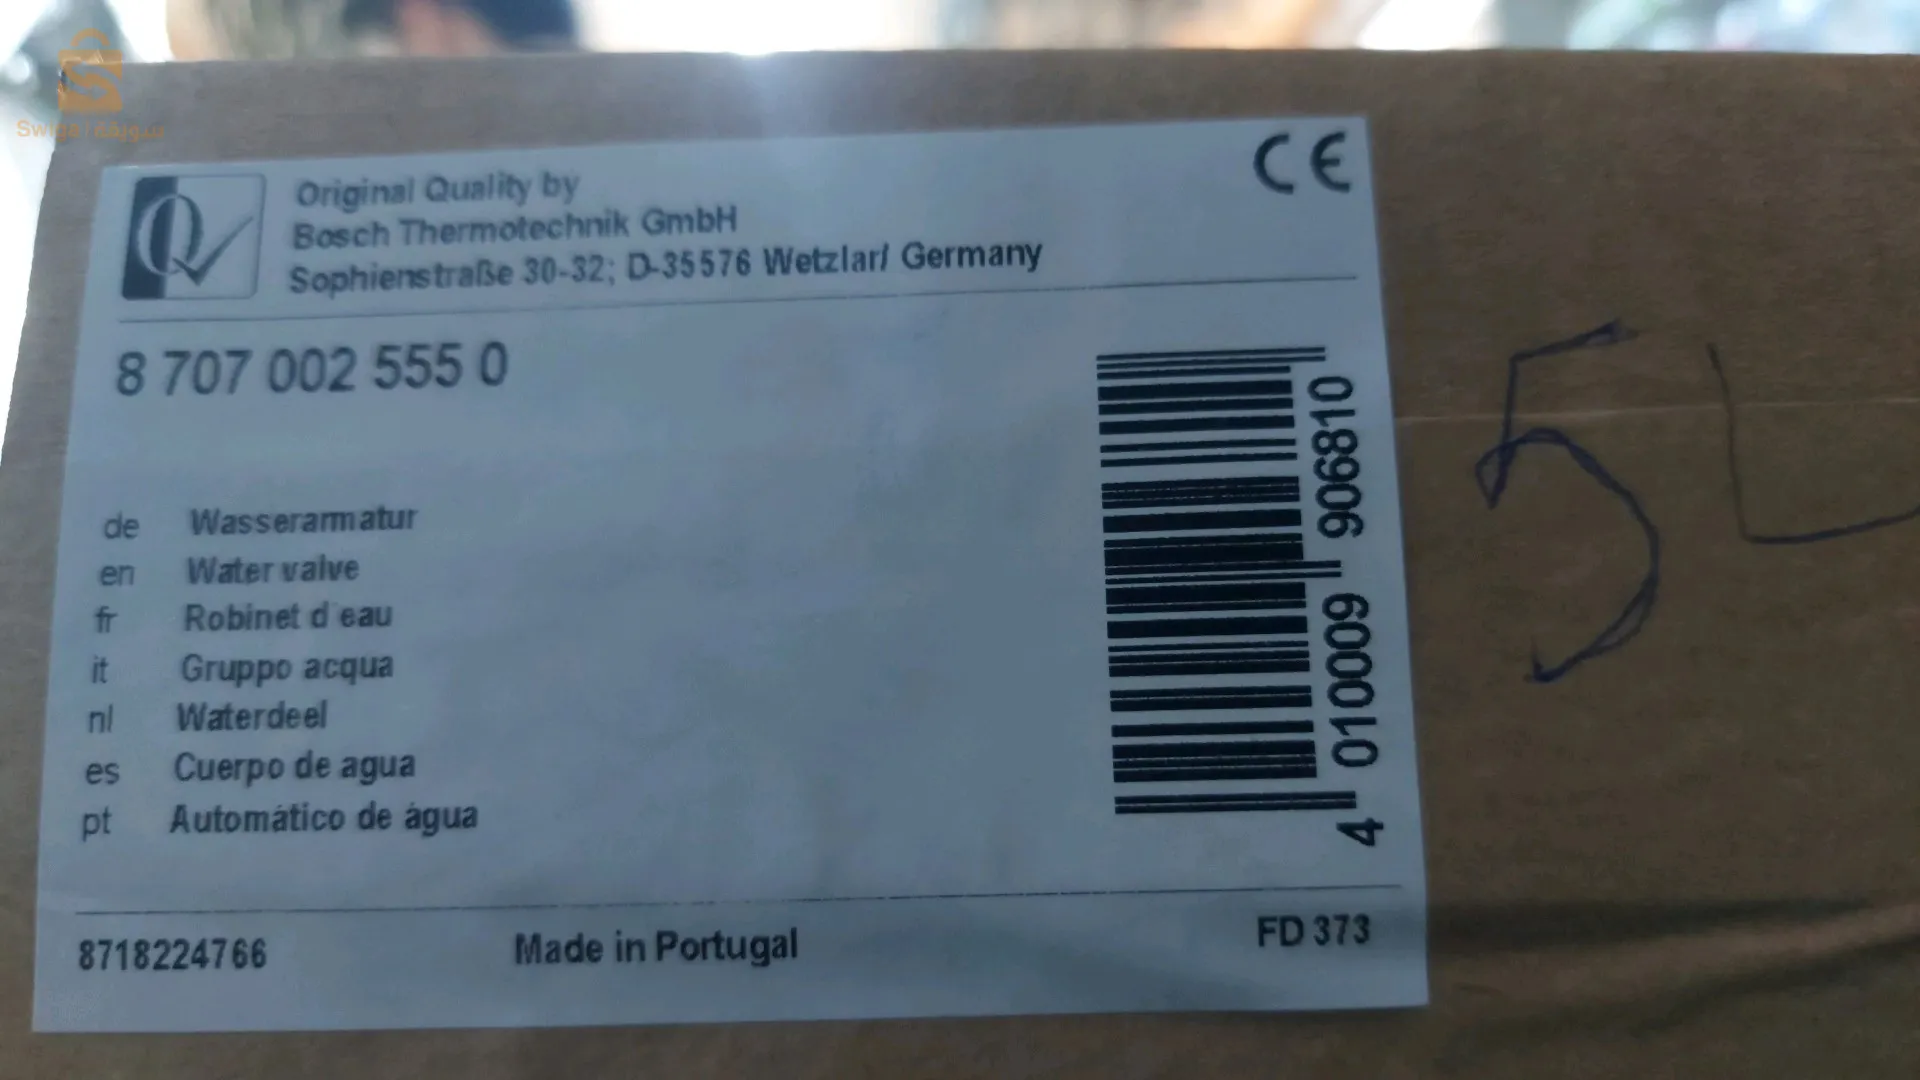 Swiqa | سويقة
Original Quality by
Bosch Thermotechnik GmbH
Sophienstraße 30-32; D-35576 Wetzlar/ Germany
CE
8 707 002 555 0
de Wasserarmatur
en Water valve
fr Robinet d'eau
it Gruppo acqua
nl Waterdeel
es Cuerpo de agua
pt Automático de água
4 010009 906810
8718224766 Made in Portugal FD 373
5L